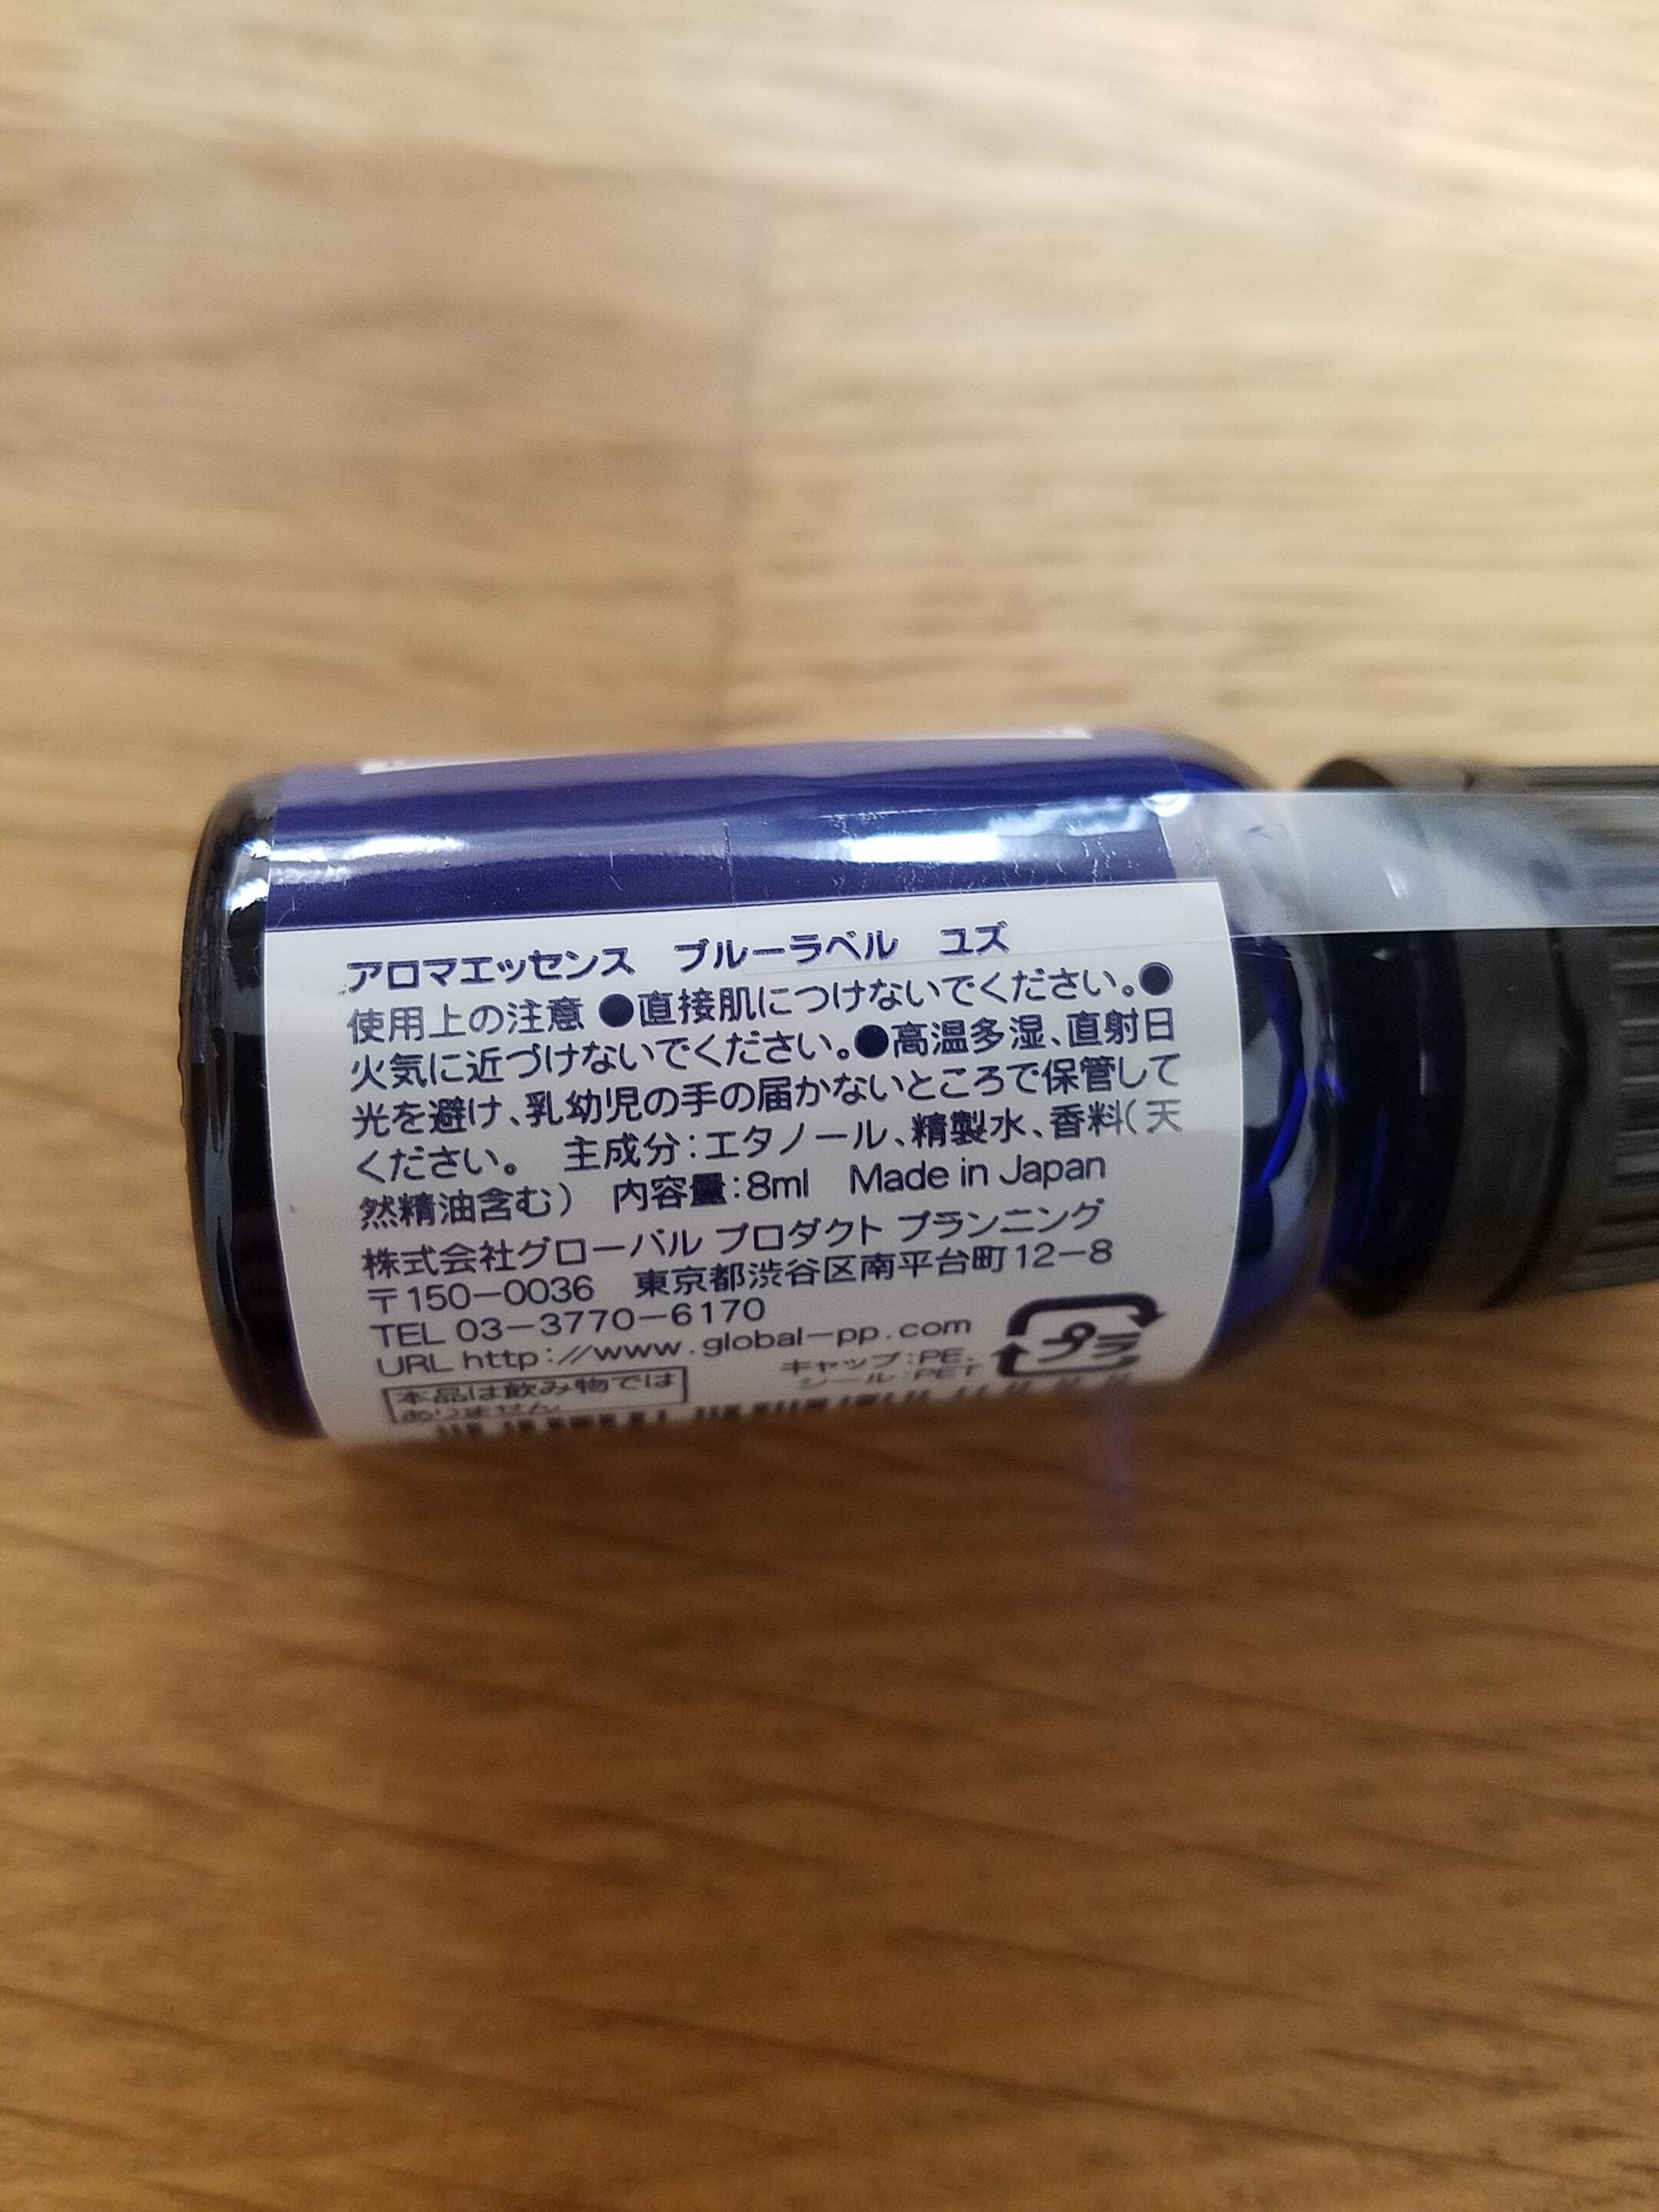 アロマエッセンス　ブルーラベル　ユズ
使用上の注意 ●直接肌につけないでください。●
火気に近づけないでください。●高温多湿、直射日
光を避け、乳幼児の手の届かないところで保管して
ください。　主成分：エタノール、精製水、香料（天
然精油含む）　内容量：8ml　Made in Japan
株式会社グローバル プロダクト プランニング
〒150－0036　東京都渋谷区南平台町12－8
TEL 03－3770－6170
URL http://www.global-pp.com
本品は飲み物では
ありません
キャップ：PE、
シール：PET
プラ